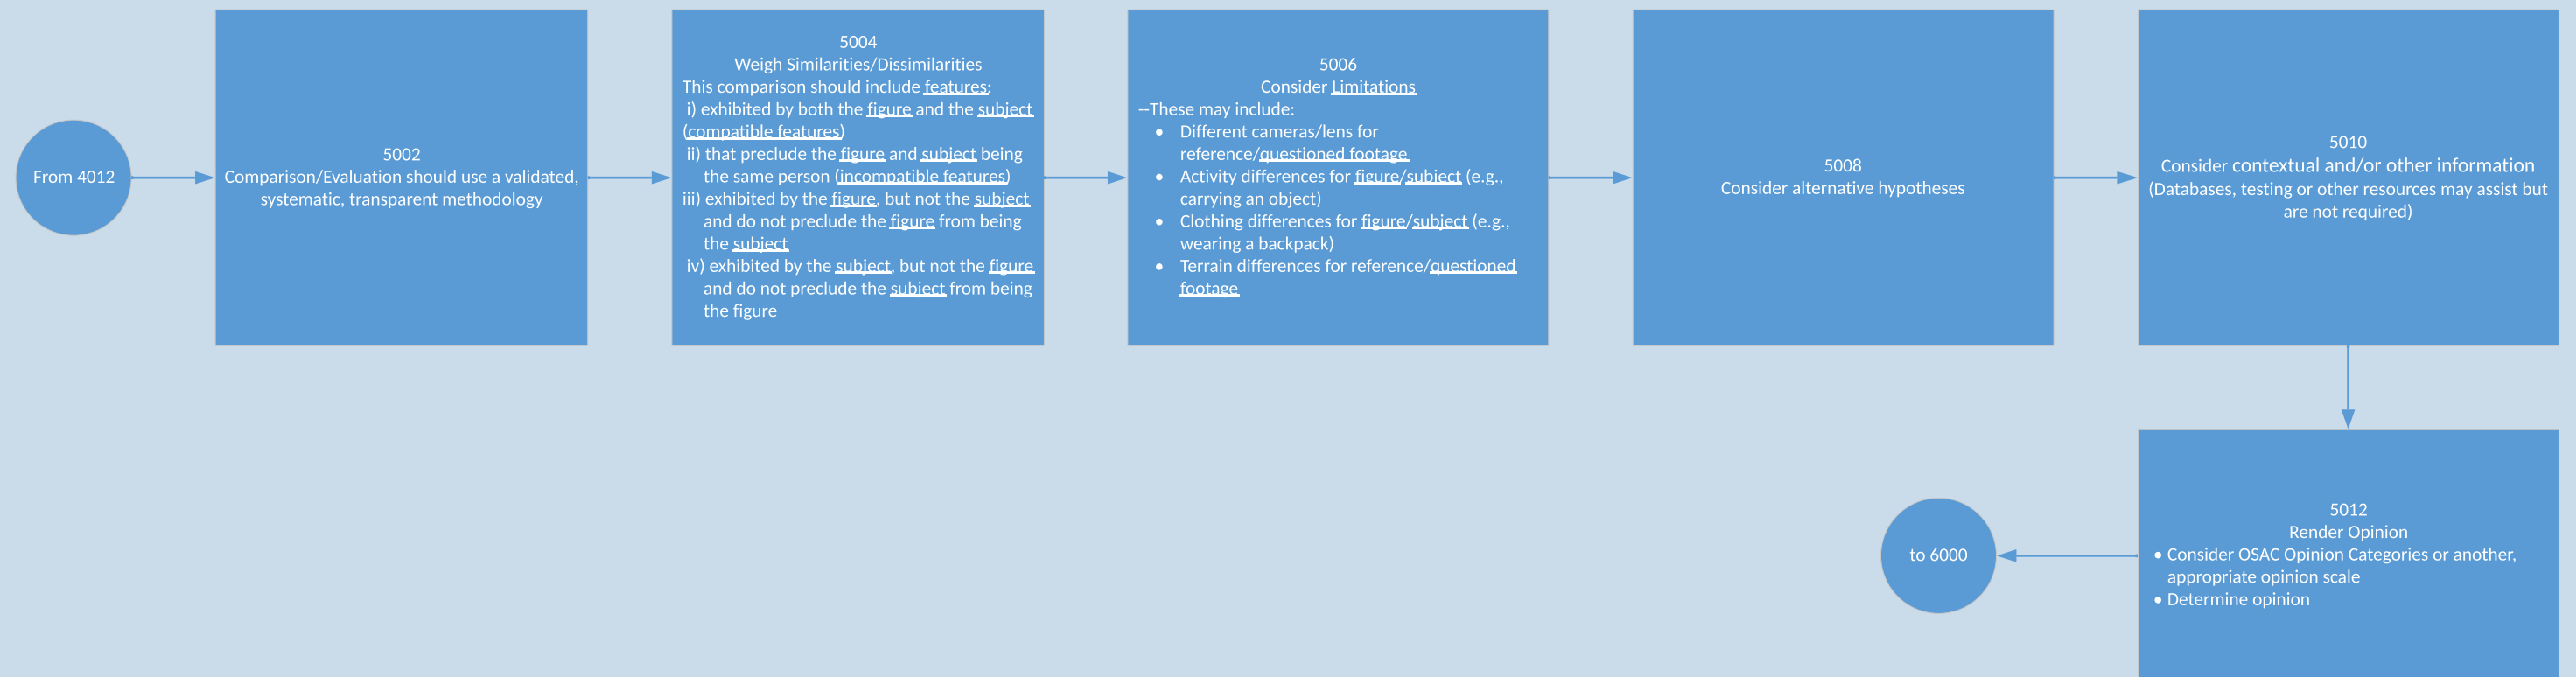 From 4012
5002
Comparison/Evaluation should use a validated,
systematic, transparent methodology
5004
Weigh Similarities/Dissimilarities
This comparison should include features:
i) exhibited by both the figure and the subject
(compatible features)
ii) that preclude the figure and subject being
the same person (incompatible features)
iii) exhibited by the figure, but not the subject
and do not preclude the figure from being
the subject
iv) exhibited by the subject, but not the figure
and do not preclude the subject from being
the figure
5006
Consider Limitations
--These may include:
• Different cameras/lens for
reference/questioned footage
• Activity differences for figure/subject (e.g.,
carrying an object)
• Clothing differences for figure/subject (e.g.,
wearing a backpack)
• Terrain differences for reference/questioned
footage
5008
Consider alternative hypotheses
5010
Consider contextual and/or other information
(Databases, testing or other resources may assist but
are not required)
5012
Render Opinion
• Consider OSAC Opinion Categories or another,
appropriate opinion scale
• Determine opinion
to 6000